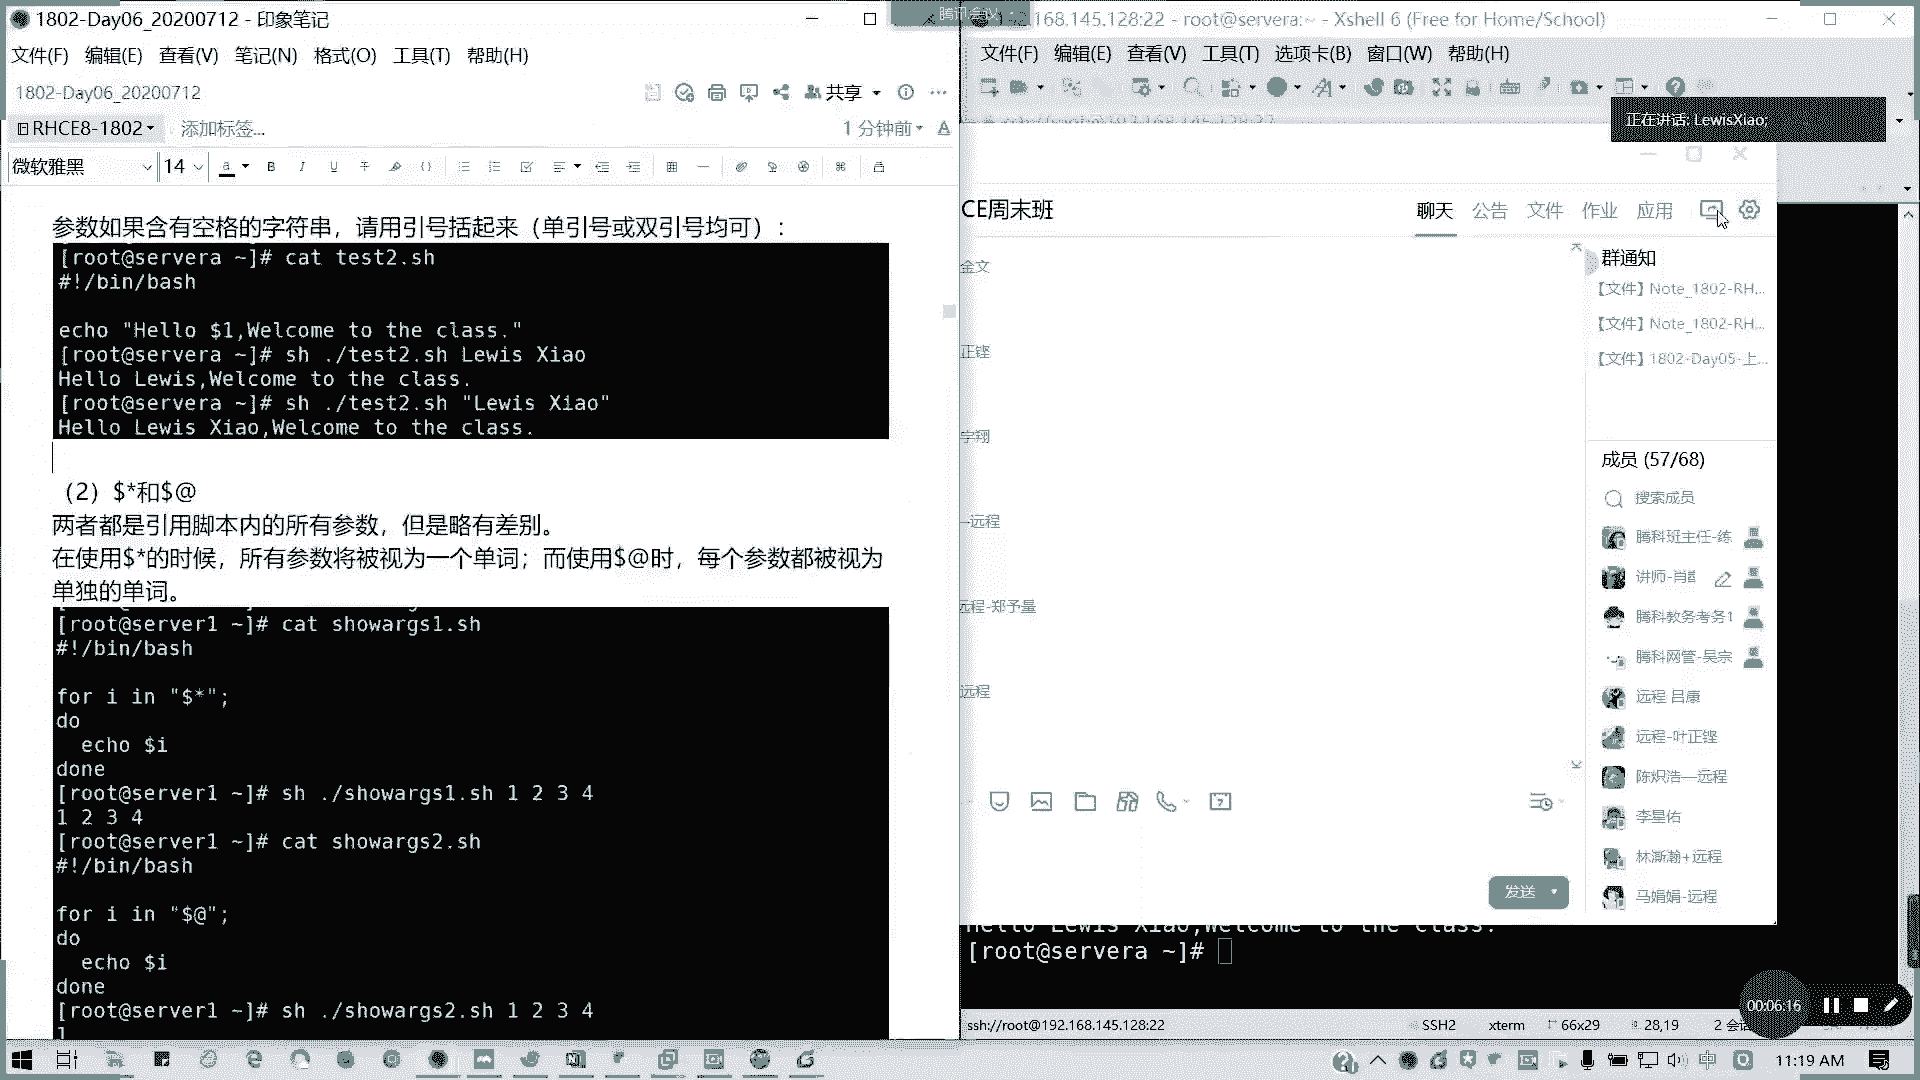 1802-Day06_20200712 - 印象笔记
文件(F) 编辑(E) 查看(V) 笔记(N) 格式(O) 工具(T) 帮助(H)
1802-Day06_20200712
共享
RHCE8-1802
添加标签...
1 分钟前
微软雅黑 14
参数如果含有空格的字符串，请用引号括起来（单引号或双引号均可）：
[root@servera ~]# cat test2.sh
#!/bin/bash
echo "Hello $1,Welcome to the class."
[root@servera ~]# sh ./test2.sh Lewis Xiao
Hello Lewis,Welcome to the class.
[root@servera ~]# sh ./test2.sh "Lewis Xiao"
Hello Lewis Xiao,Welcome to the class.
（2）$*和$@
两者都是引用脚本内的所有参数，但是略有差别。
在使用$*的时候，所有参数将被视为一个单词；而使用$@时，每个参数都被视为
单独的单词。
[root@server1 ~]# cat showargs1.sh
#!/bin/bash
for i in "$*";
do
echo $i
done
[root@server1 ~]# sh ./showargs1.sh 1 2 3 4
1 2 3 4
[root@server1 ~]# cat showargs2.sh
#!/bin/bash
for i in "$@";
do
echo $i
done
[root@server1 ~]# sh ./showargs2.sh 1 2 3 4
1
腾讯会议
.168.145.128:22 - root@servera:~ - Xshell 6 (Free for Home/School)
文件(F) 编辑(E) 查看(V) 工具(T) 选项卡(B) 窗口(W) 帮助(H)
正在讲话: LewisXiao;
CE周末班
聊天 公告 文件 作业 应用
金文
正铿
宇翔
—远程
远程-郑予量
远程
群通知
【文件】Note_1802-RH...
【文件】Note_1802-RH...
【文件】1802-Day05-上...
成员 (57/68)
搜索成员
腾科班主任-练
讲师-肖
腾科教务考务1
腾科网管-吴宗
远程 吕康
远程-叶正铿
陈炽浩—远程
李星佑
林澌瀚+远程
马娟娟-远程
发送
Hello Lewis Xiao,Welcome to the class.
[root@servera ~]#
00:06:16
ssh://root@192.168.145.128:22
SSH2
xterm
66x29
28,19
2 会
中
11:19 AM